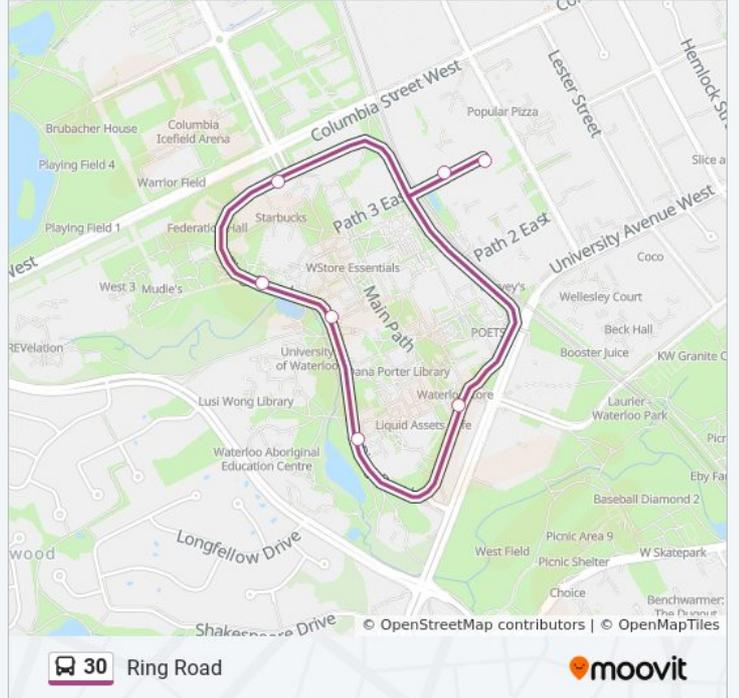 Columbia Street West
Lester Street
Hemlock Str
Popular Pizza
Brubacher House
Columbia
Icefield Arena
Playing Field 4
Slice a
Warrior Field
University Avenue West
Starbucks
Path 3 East
Path 2 East
Playing Field 1
Hall
West
WStore Essentials
Coco
West 3
Mudie's
Wellesley Court
Main Path
POETS
Beck Hall
REVelation
University
of Waterloo
Booster Juice
KW Granite C
Dana Porter Library
Lusi Wong Library
Laurier -
Waterloo Park
Liquid Assets
Waterloo Aboriginal
Education Centre
Eby Fa
Baseball Diamond 2
Longfellow Drive
wood
West Field
Picnic Area 9
Picnic Shelter
W Skatepark
Choice
Benchwarmer:
The Dugout
Shakespeare Drive
© OpenStreetMap contributors | © OpenMapTiles
30 Ring Road
moovit